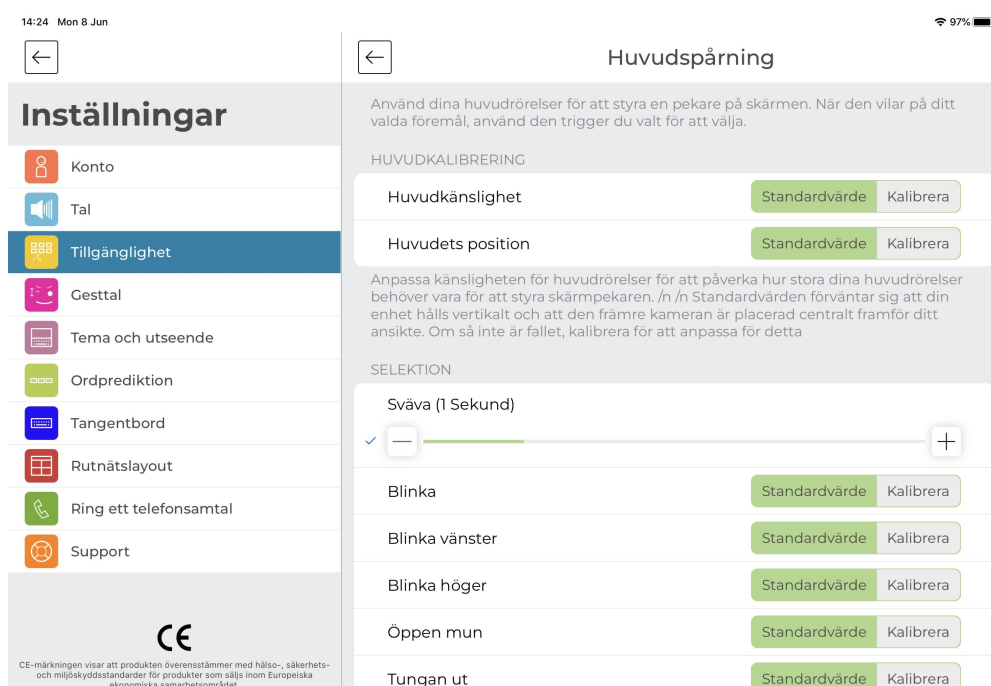 14:24 Mon 8 Jun
97%
Inställningar
Konto
Tal
Tillgänglighet
Gesttal
Tema och utseende
Ordprediktion
Tangentbord
Rutnätslayout
Ring ett telefonsamtal
Support
CE
CE-märkningen visar att produkten överensstämmer med hälso-, säkerhets-
och miljöskyddsstandarder för produkter som säljs inom Europeiska
ekonomiska samarbetsområdet
Huvudspårning
Använd dina huvudrörelser för att styra en pekare på skärmen. När den vilar på ditt
valda föremål, använd den trigger du valt för att välja.
HUVUDKALIBRERING
Huvudkänslighet Standardvärde Kalibrera
Huvudets position Standardvärde Kalibrera
Anpassa känsligheten för huvudrörelser för att påverka hur stora dina huvudrörelser
behöver vara för att styra skärmpekaren. /n /n Standardvärden förväntar sig att din
enhet hålls vertikalt och att den främre kameran är placerad centralt framför ditt
ansikte. Om så inte är fallet, kalibrera för att anpassa för detta
SELEKTION
Sväva (1 Sekund)
Blinka Standardvärde Kalibrera
Blinka vänster Standardvärde Kalibrera
Blinka höger Standardvärde Kalibrera
Öppen mun Standardvärde Kalibrera
Tungan ut Standardvärde Kalibrera